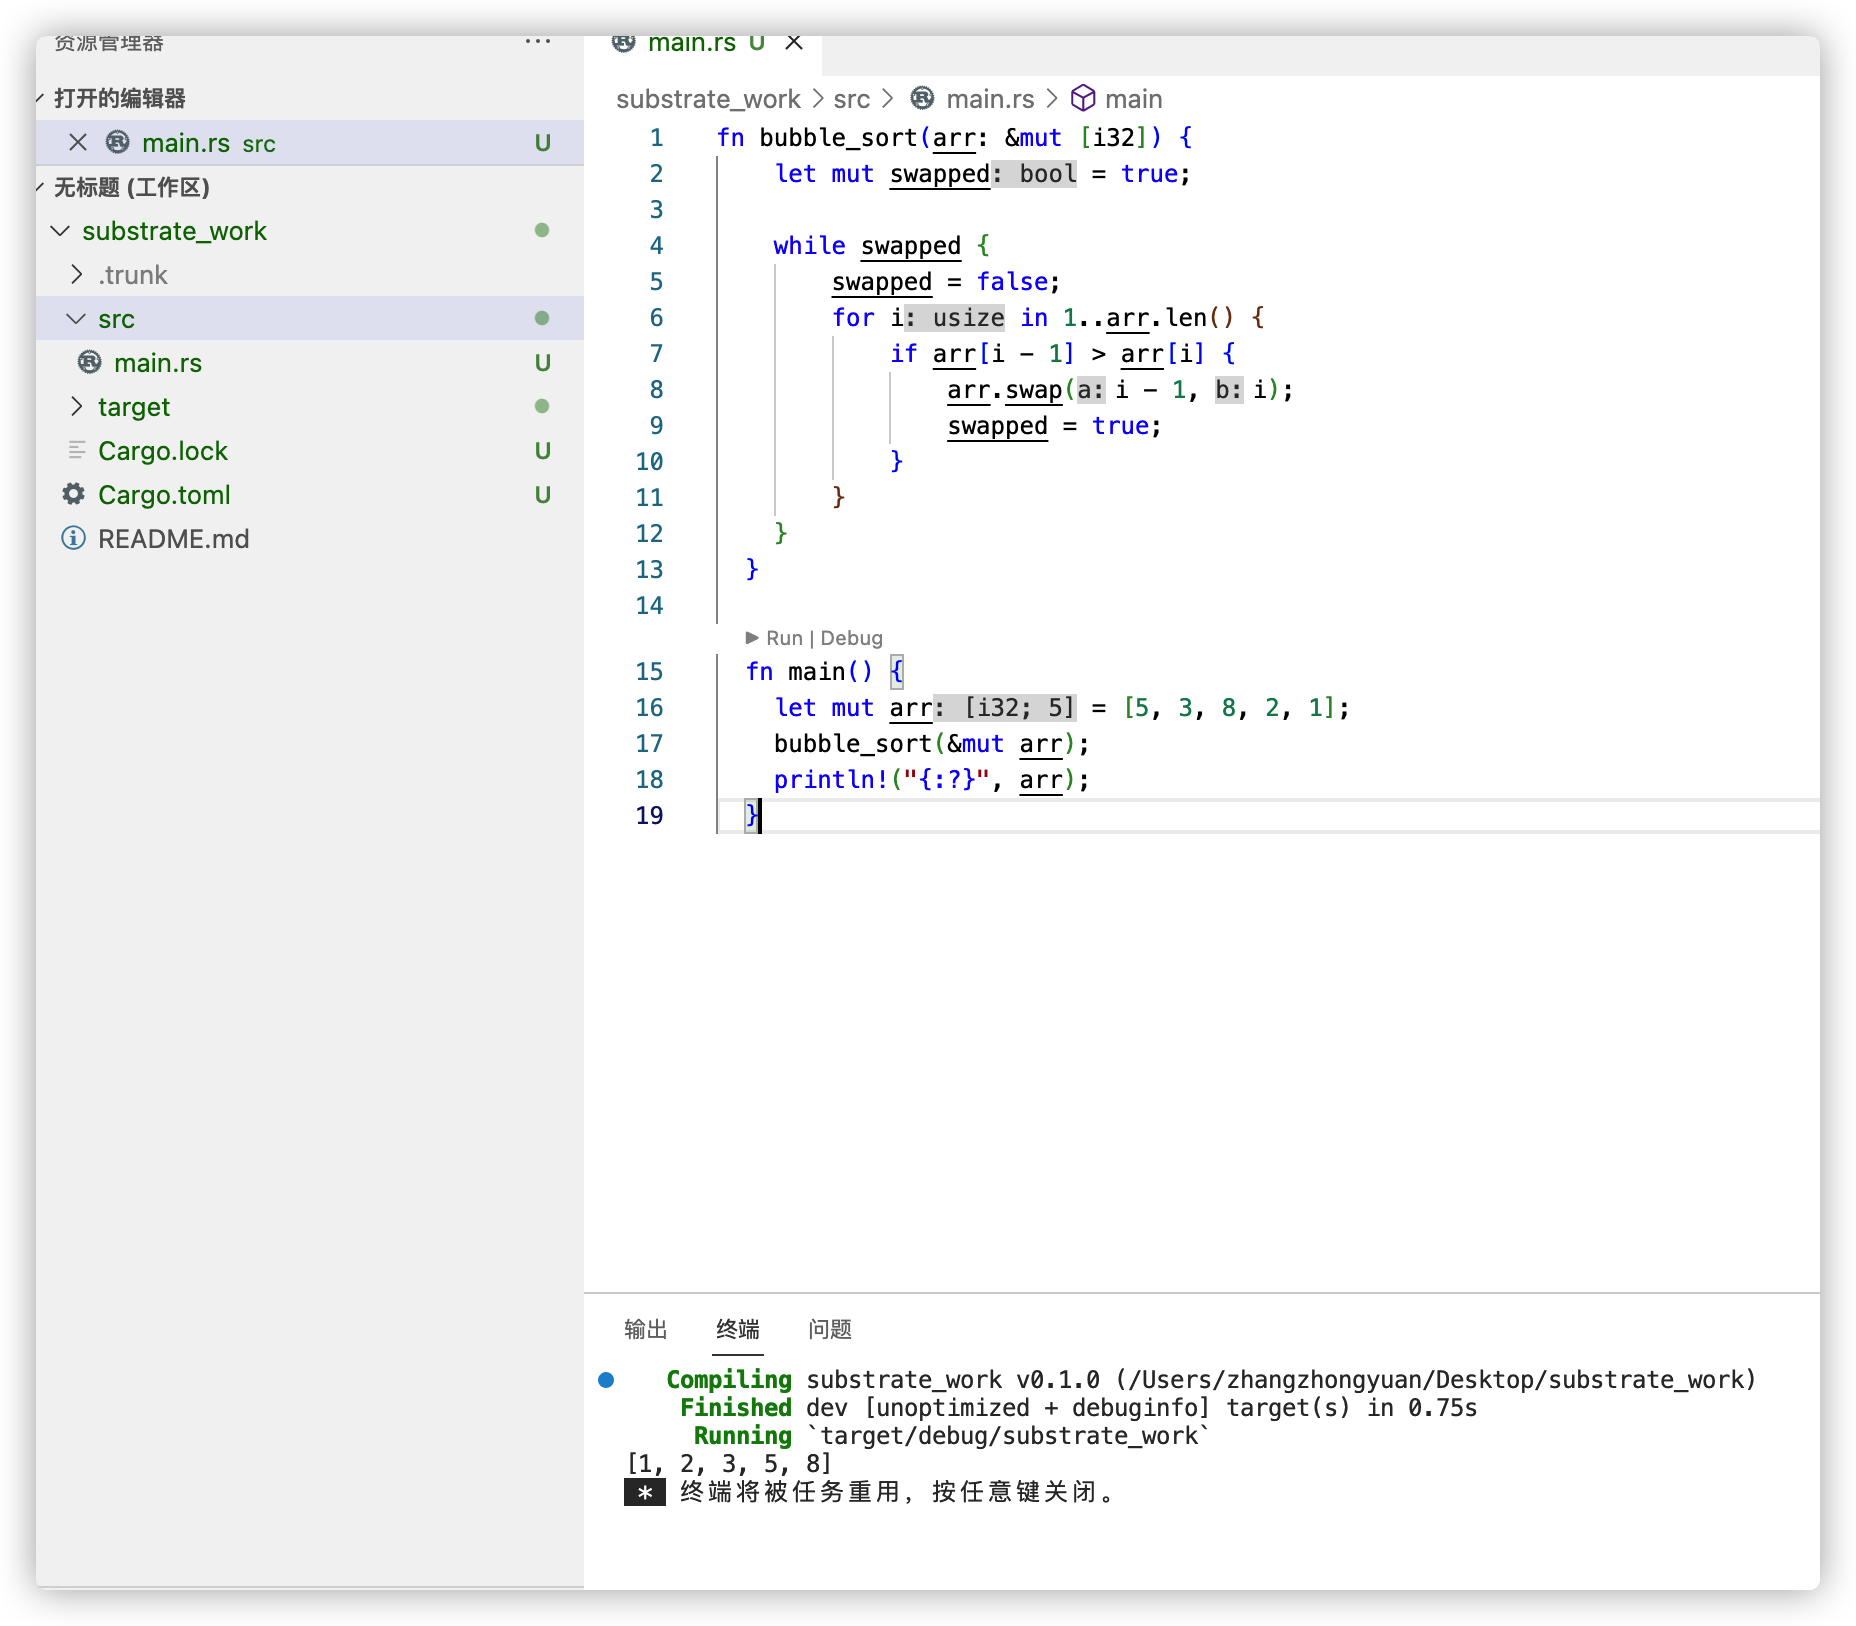 资源管理器 ···
打开的编辑器
main.rs src U
无标题 (工作区)
substrate_work
.trunk
src
main.rs U
target
Cargo.lock U
Cargo.toml U
README.md
main.rs U
substrate_work > src > main.rs > main
1 fn bubble_sort(arr: &mut [i32]) {
2 let mut swapped: bool = true;
3
4 while swapped {
5 swapped = false;
6 for i: usize in 1..arr.len() {
7 if arr[i - 1] > arr[i] {
8 arr.swap(a: i - 1, b: i);
9 swapped = true;
10 }
11 }
12 }
13 }
14
▶ Run | Debug
15 fn main() {
16 let mut arr: [i32; 5] = [5, 3, 8, 2, 1];
17 bubble_sort(&mut arr);
18 println!("{:?}", arr);
19 }
输出 终端 问题
Compiling substrate_work v0.1.0 (/Users/zhangzhongyuan/Desktop/substrate_work)
Finished dev [unoptimized + debuginfo] target(s) in 0.75s
Running `target/debug/substrate_work`
[1, 2, 3, 5, 8]
* 终端将被任务重用，按任意键关闭。